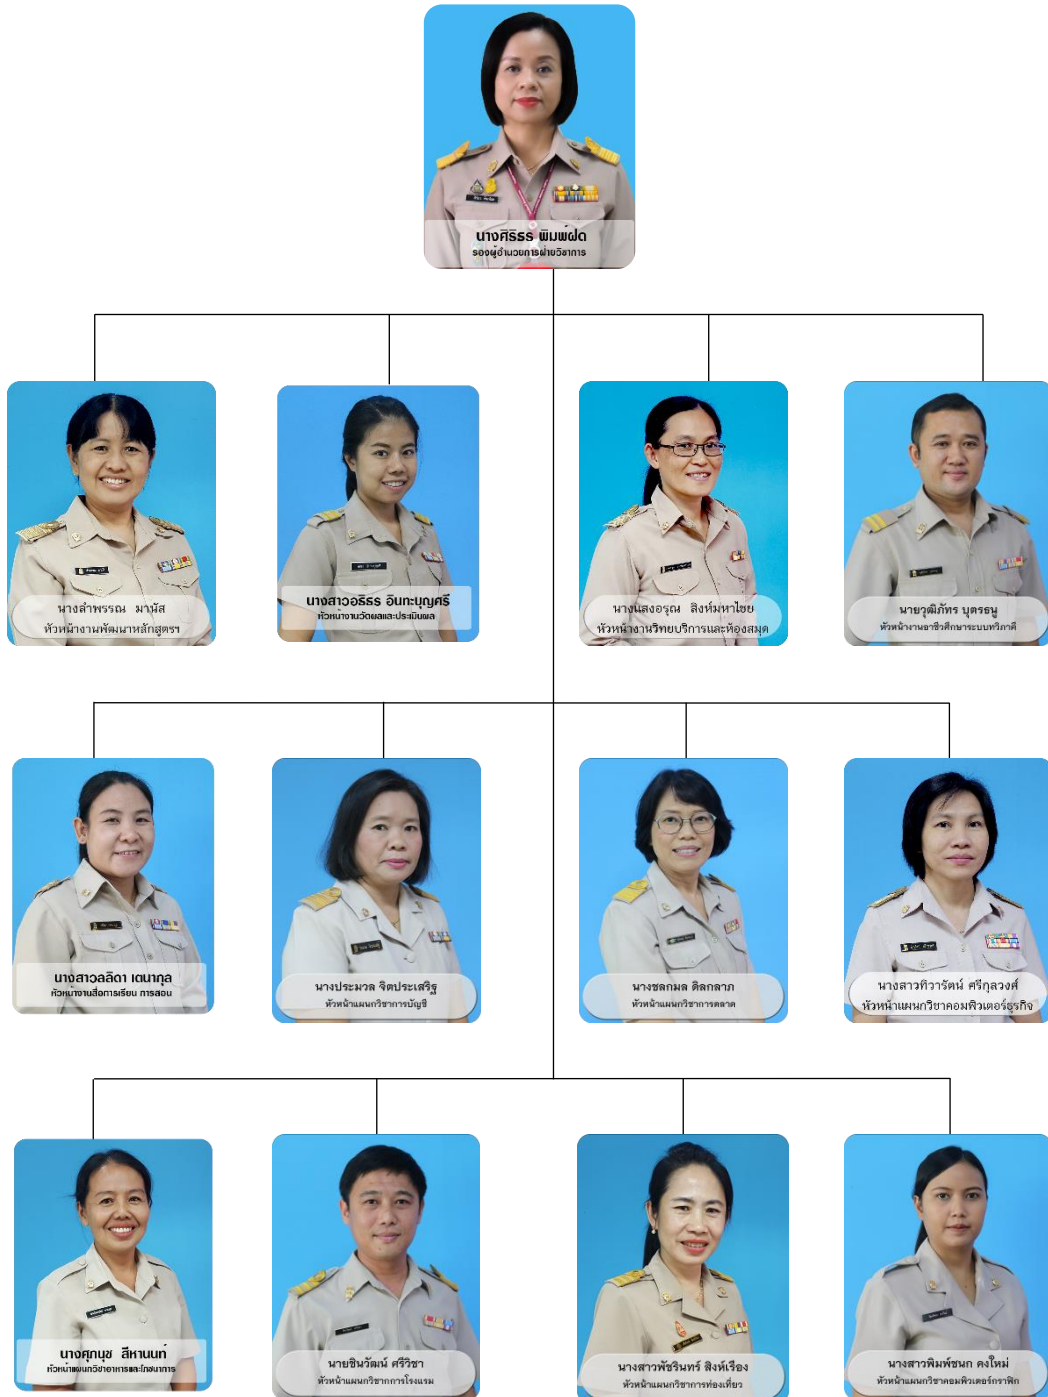 นางศิริธร พิมพ์ฝด
รองผู้อำนวยการฝ่ายวิชาการ
นางลำพรรณ มานัส
หัวหน้างานพัฒนาหลักสูตรฯ
นางสาวอธิธร อินทะบุญศรี
หัวหน้างานวัดผลและประเมินผล
นางแสงอรุณ สิงห์มหาไชย
หัวหน้างานวิทยบริการและห้องสมุด
นายวุฒิภัทร บุตรธนู
หัวหน้างานอาชีวศึกษาระบบทวิภาคี
นางสาวลลิดา เตนากุล
หัวหน้างานสื่อการเรียน การสอน
นางประมวล จิตประเสริฐ
หัวหน้าแผนกวิชาการบัญชี
นางชลกมล ดิลกลาภ
หัวหน้าแผนกวิชาการตลาด
นางสาวทิวารัตน์ ศรีกุลวงศ์
หัวหน้าแผนกวิชาคอมพิวเตอร์ธุรกิจ
นางศุภนุช สีหานนท์
หัวหน้าแผนกวิชาอาหารและโภชนาการ
นายชินวัฒน์ ศรีวิชา
หัวหน้าแผนกวิชากการโรงแรม
นางสาวพัชรินทร์ สิงห์เรือง
หัวหน้าแผนกวิชาการท่องเที่ยว
นางสาวพิมพ์ชนก คงใหม่
หัวหน้าแผนกวิชาคอมพิวเตอร์กราฟิก